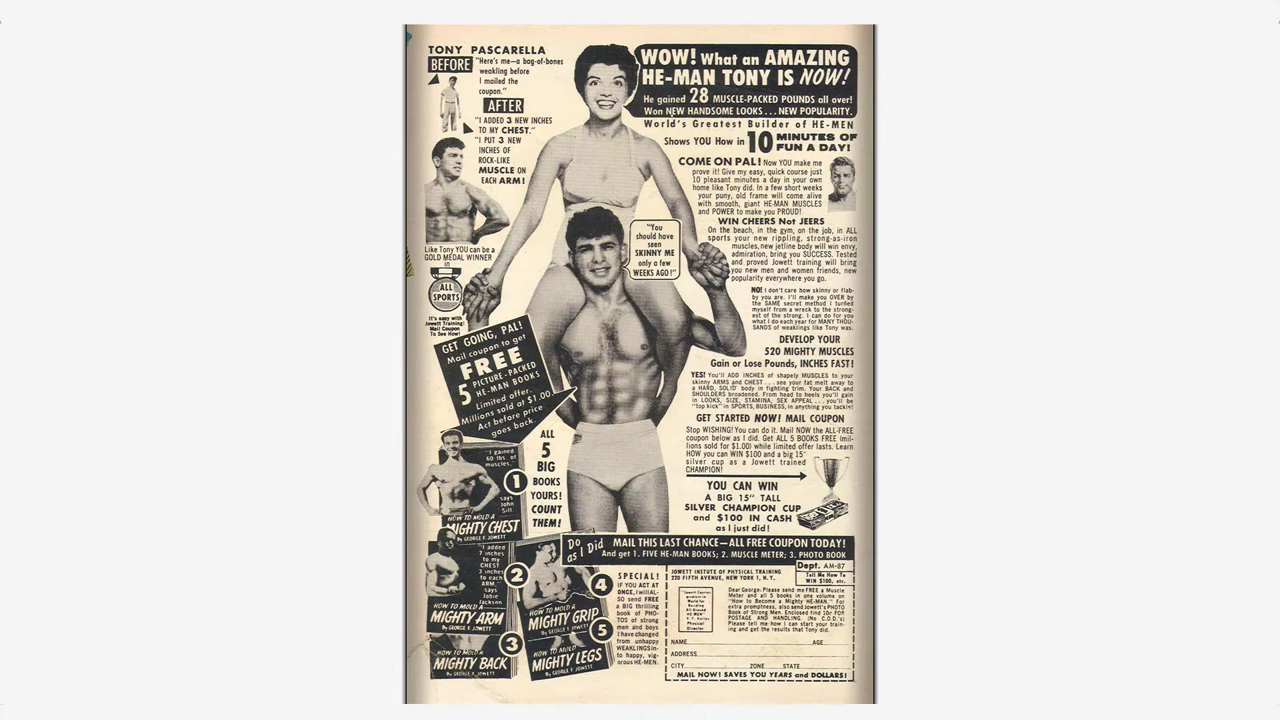 TONY PASCARELLA
BEFORE
"Here's me—a bag-of-bones
weakling before
I mailed the
coupon."
AFTER
"I ADDED 3 NEW INCHES
TO MY CHEST."
"I PUT 3 NEW
INCHES OF
ROCK-LIKE
MUSCLE ON
EACH ARM!
Like Tony YOU can be a
GOLD MEDAL WINNER
in
ALL
SPORTS
It's easy with
Jowett Training!
Mail Coupon
To See How!
WOW! What an AMAZING
HE-MAN TONY IS NOW!
He gained 28 MUSCLE-PACKED POUNDS all over!
Won NEW HANDSOME LOOKS...NEW POPULARITY.
World's Greatest Builder of HE-MEN
Shows YOU How in 10 MINUTES OF
FUN A DAY!
COME ON PAL! Now YOU make me
prove it! Give my easy, quick course just
10 pleasant minutes a day in your own
home like Tony did. In a few short weeks
your puny, old frame will come alive
with smooth, giant HE-MAN MUSCLES
and POWER to make you PROUD!
WIN CHEERS Not JEERS
On the beach, in the gym, on the job, in ALL
sports your new rippling, strong-as-iron
muscles, new jetline body will win envy,
admiration, bring you SUCCESS. Tested
and proved Jowett training will bring
you new men and women friends, new
popularity everywhere you go.
"You
should have
seen
SKINNY ME
only a few
WEEKS AGO!"
NO! I don't care how skinny or flab-
by you are. I'll make you OVER by
the SAME secret method I turned
myself from a wreck to the strong-
est of the strong. I can do for you
what I do each year for MANY THOU-
SANDS of weaklings like Tony was.
DEVELOP YOUR
520 MIGHTY MUSCLES
Gain or Lose Pounds, INCHES FAST!
YES! You'll ADD INCHES of shapely MUSCLES to your
skinny ARMS and CHEST...see your fat melt away to
a HARD, SOLID body in fighting trim. Your BACK and
SHOULDERS broadened. From head to heels you'll gain
in LOOKS, SIZE, STAMINA, SEX APPEAL...you'll be
"top kick" in SPORTS, BUSINESS, in anything you tackle!
GET STARTED NOW! MAIL COUPON
Stop WISHING! You can do it. Mail NOW the ALL-FREE
coupon below as I did. Get ALL 5 BOOKS FREE (mil-
lions sold for $1.00) while limited offer lasts. Learn
HOW you can WIN $100 and a big 15"
silver cup as a Jowett trained
CHAMPION!
YOU CAN WIN
A BIG 15" TALL
SILVER CHAMPION CUP
and $100 IN CASH
as I just did!
GET GOING, PAL!
Mail coupon to get
FREE
5 PICTURE-PACKED
HE-MAN BOOKS
Limited offer.
Millions sold at $1.00.
Act before price
goes back.
ALL
5
BIG
BOOKS
YOURS!
COUNT
THEM!
"I gained
60 lbs. of
muscles,"
says
John
Sill.
1
HOW TO MOLD A
MIGHTY CHEST
By GEORGE F. JOWETT
"I added
7 inches
to my
CHEST
3 inches
to each
ARM,"
says
Jobie
Jackson
2
HOW TO MOLD A
MIGHTY ARM
By GEORGE F. JOWETT
3
HOW TO MOLD A
MIGHTY BACK
By GEORGE F. JOWETT
4
HOW TO MOLD A
MIGHTY GRIP
By GEORGE F. JOWETT
5
HOW TO MOLD
MIGHTY LEGS
By GEORGE F. JOWETT
Do as I Did
MAIL THIS LAST CHANCE—ALL FREE COUPON TODAY!
And get 1. FIVE HE-MAN BOOKS; 2. MUSCLE METER; 3. PHOTO BOOK
SPECIAL!
IF YOU ACT AT
ONCE, I will AL-
SO send FREE
a BIG thrilling
book of PHO-
TOS of strong
men and boys
I have changed
from unhappy
WEAKLINGS in-
to happy, vig-
orous HE-MEN.
JOWETT INSTUTE OF PHYSICAL TRAINING
220 FIFTH AVENUE, NEW YORK 1, N. Y.
Dept. AM-87
Tell Me How To
WIN $100, etc.
Dear George: Please send me FREE a Muscle
Meter and all 5 books in one volume on
"How to Become a Mighty HE-MAN." For
extra promptness, also send Jowett's PHOTO
Book of Strong Men. Enclosed find 10¢ FOR
POSTAGE AND HANDLING. (No C.O.D.'s)
Please tell me how I can start your train-
ing and get the results that Tony did.
NAME AGE
ADDRESS
CITY ZONE STATE
MAIL NOW! SAVES YOU YEARS and DOLLARS!